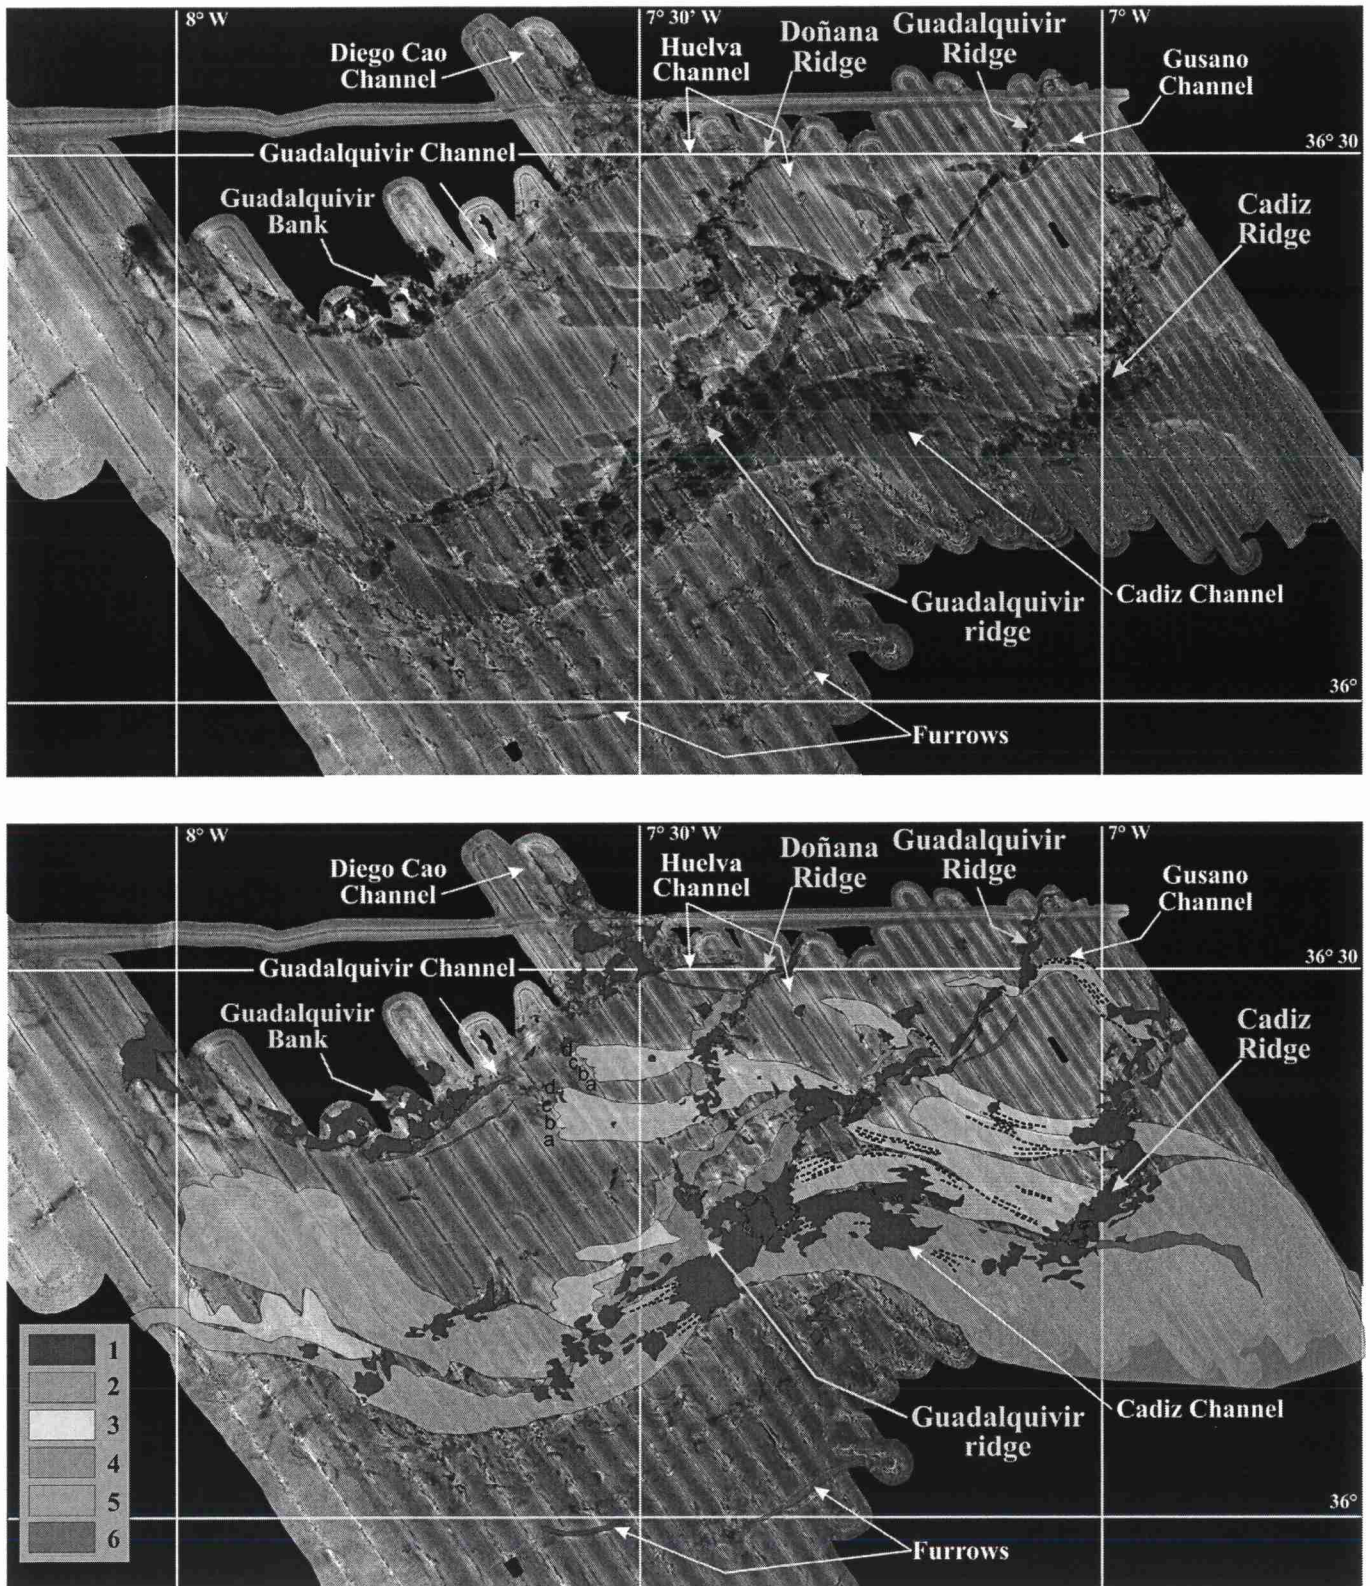 8° W
7° 30' W
7° W
Diego Cao
Channel
Huelva
Channel
Doñana
Ridge
Guadalquivir
Ridge
Gusano
Channel
36° 30
Guadalquivir Channel
Guadalquivir
Bank
Cadiz
Ridge
Guadalquivir
ridge
Cadiz Channel
36°
Furrows
8° W
7° 30' W
7° W
Diego Cao
Channel
Huelva
Channel
Doñana
Ridge
Guadalquivir
Ridge
Gusano
Channel
36° 30
Guadalquivir Channel
Guadalquivir
Bank
Cadiz
Ridge
d
c
b
a
d
c
b
a
1
2
3
4
5
6
Guadalquivir
ridge
Cadiz Channel
36°
Furrows